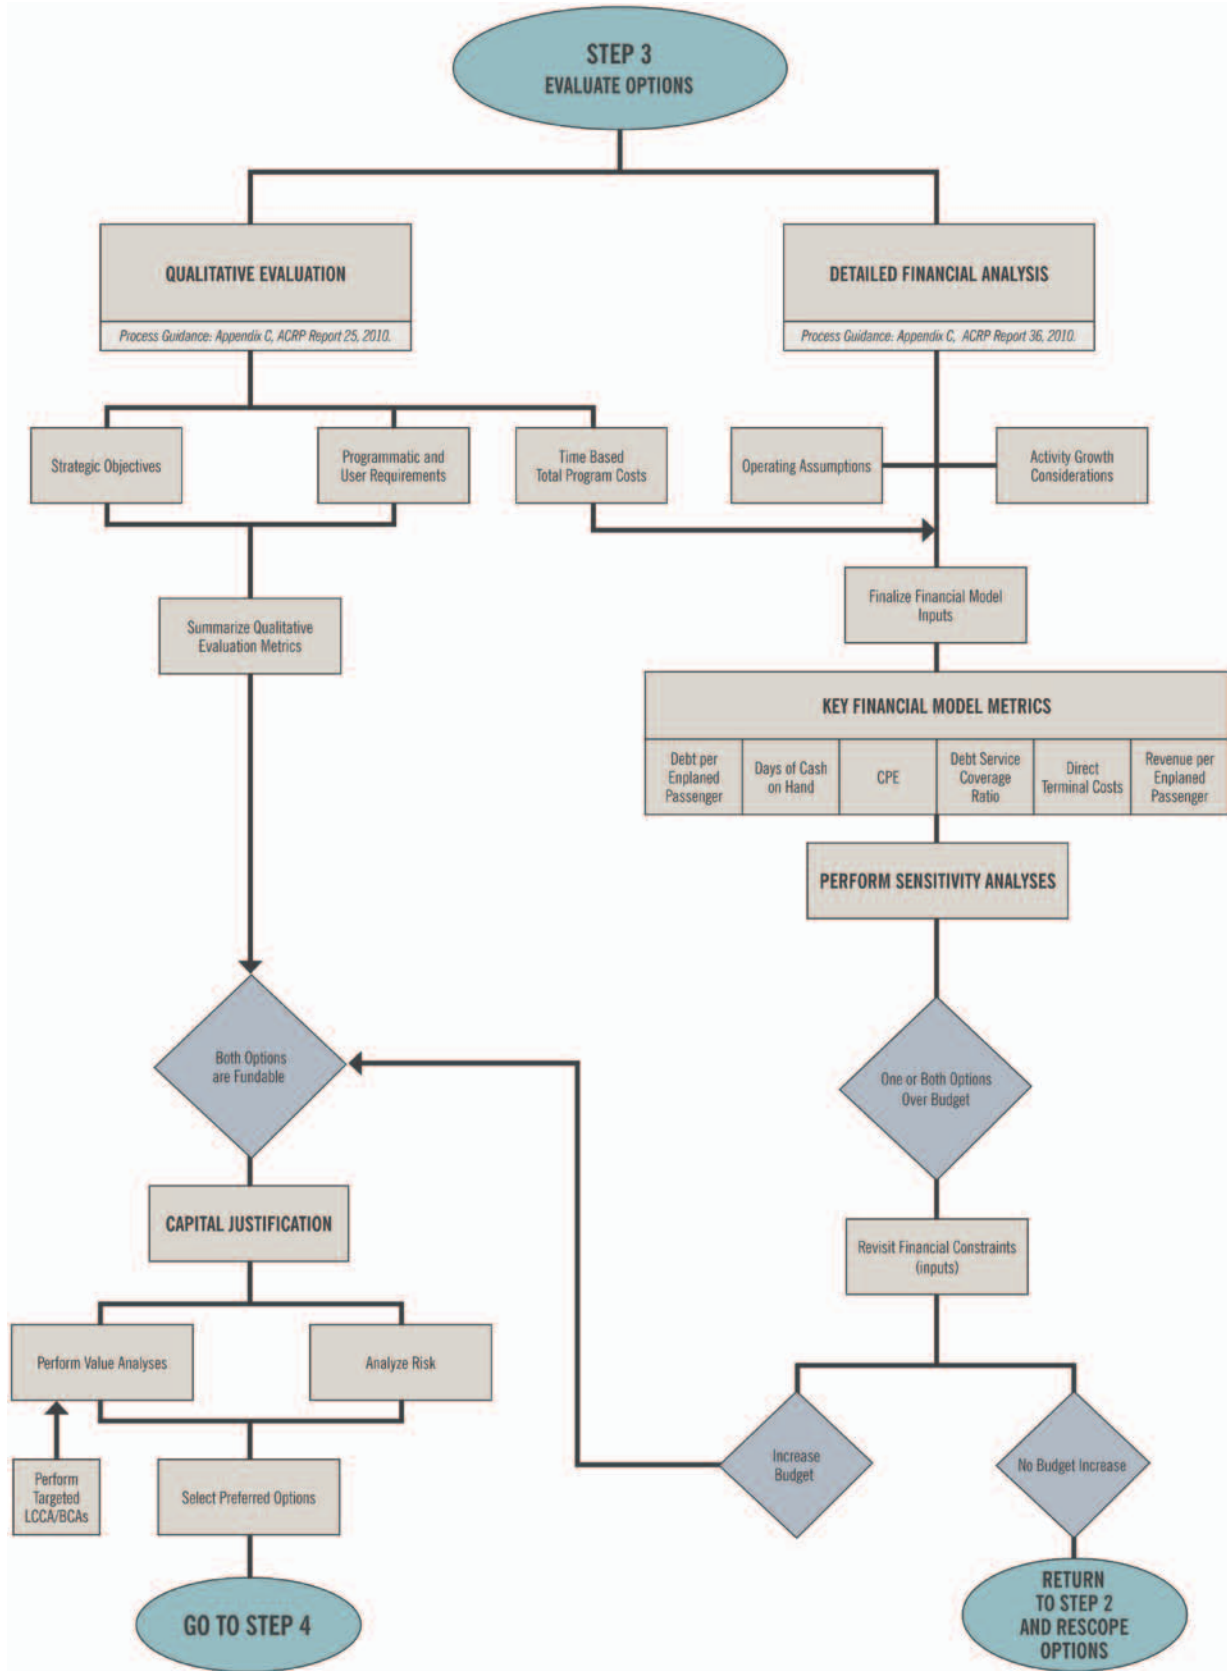 STEP 3
EVALUATE OPTIONS
QUALITATIVE EVALUATION
Process Guidance: Appendix C, ACRP Report 25, 2010.
DETAILED FINANCIAL ANALYSIS
Process Guidance: Appendix C, ACRP Report 36, 2010.
Strategic Objectives
Programmatic and
User Requirements
Time Based
Total Program Costs
Operating Assumptions
Activity Growth
Considerations
Finalize Financial Model
Inputs
Summarize Qualitative
Evaluation Metrics
KEY FINANCIAL MODEL METRICS
Debt per
Enplaned
Passenger
Days of Cash
on Hand
CPE
Debt Service
Coverage
Ratio
Direct
Terminal Costs
Revenue per
Enplaned
Passenger
PERFORM SENSITIVITY ANALYSES
Both Options
are Fundable
One or Both Options
Over Budget
CAPITAL JUSTIFICATION
Revisit Financial Constraints
(inputs)
Perform Value Analyses
Analyze Risk
Perform
Targeted
LCCA/BCAs
Select Preferred Options
Increase
Budget
No Budget Increase
GO TO STEP 4
RETURN
TO STEP 2
AND RESCOPE
OPTIONS